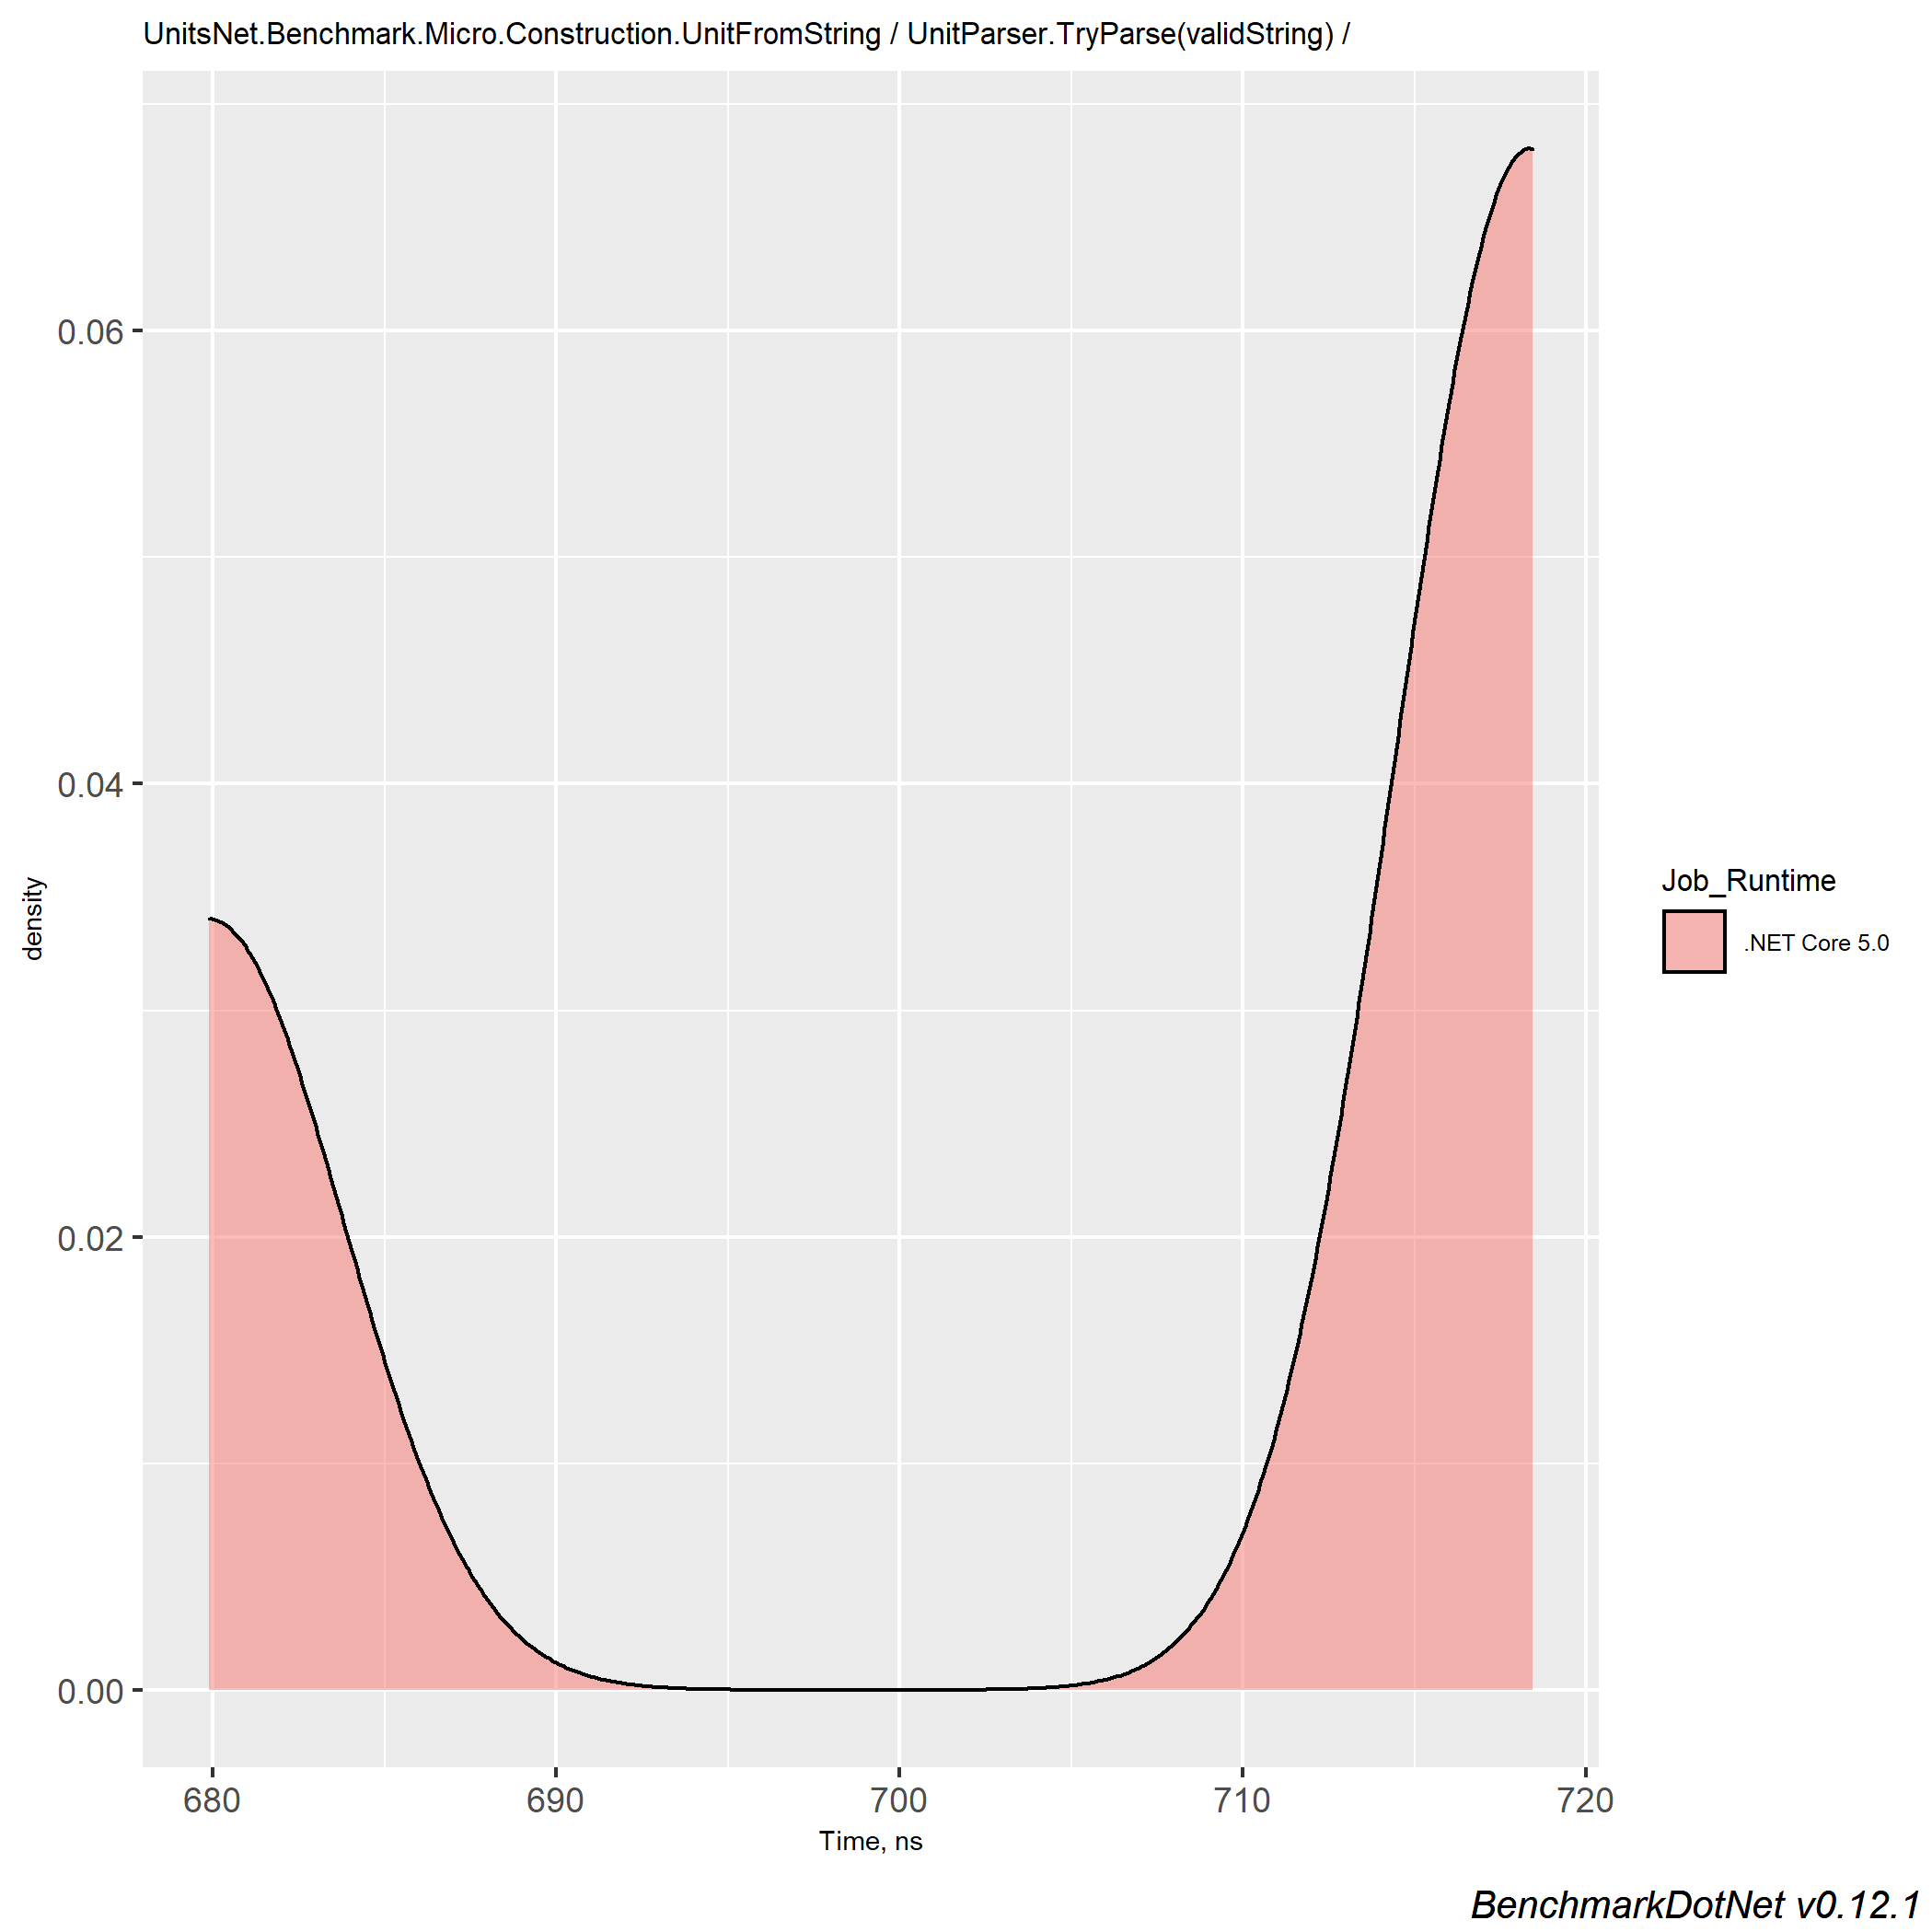 UnitsNet.Benchmark.Micro.Construction.UnitFromString / UnitParser.TryParse(validString) /
0.06
0.04
0.02
0.00
density
680 690 700 710 720
Time, ns
Job_Runtime
.NET Core 5.0
BenchmarkDotNet v0.12.1